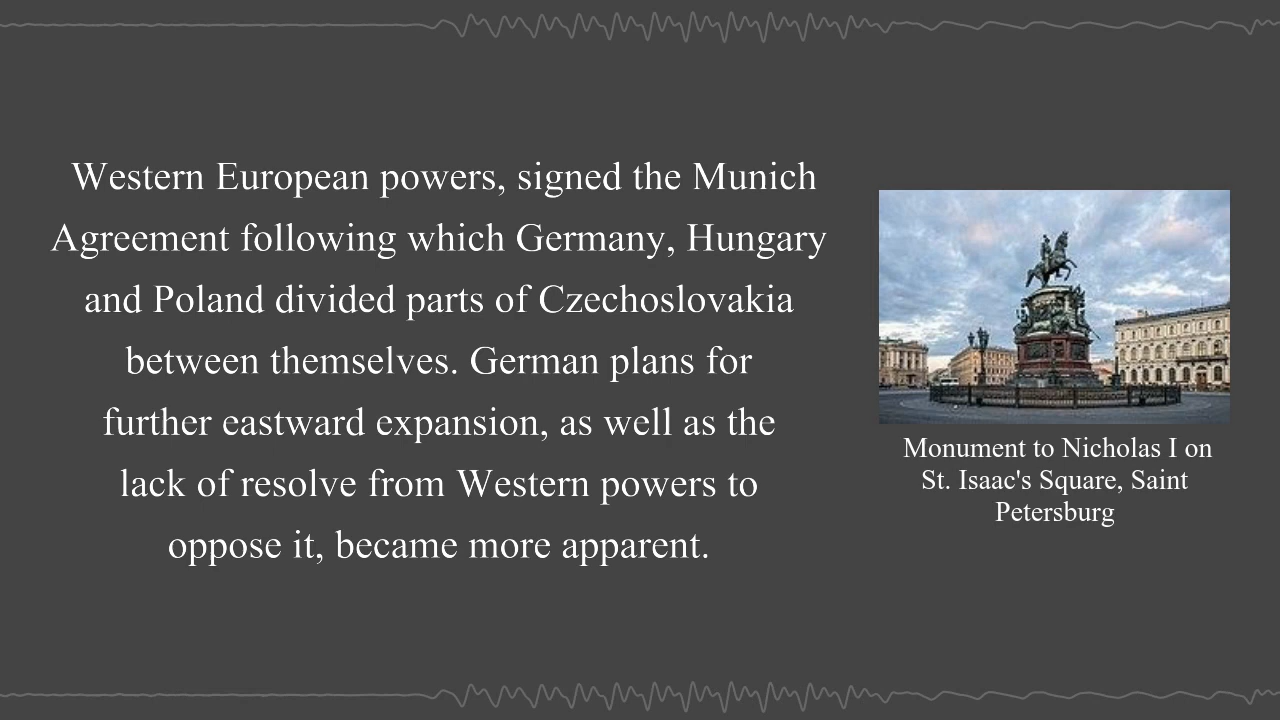 Western European powers, signed the Munich
Agreement following which Germany, Hungary
and Poland divided parts of Czechoslovakia
between themselves. German plans for
further eastward expansion, as well as the
lack of resolve from Western powers to
oppose it, became more apparent.
Monument to Nicholas I on
St. Isaac's Square, Saint
Petersburg